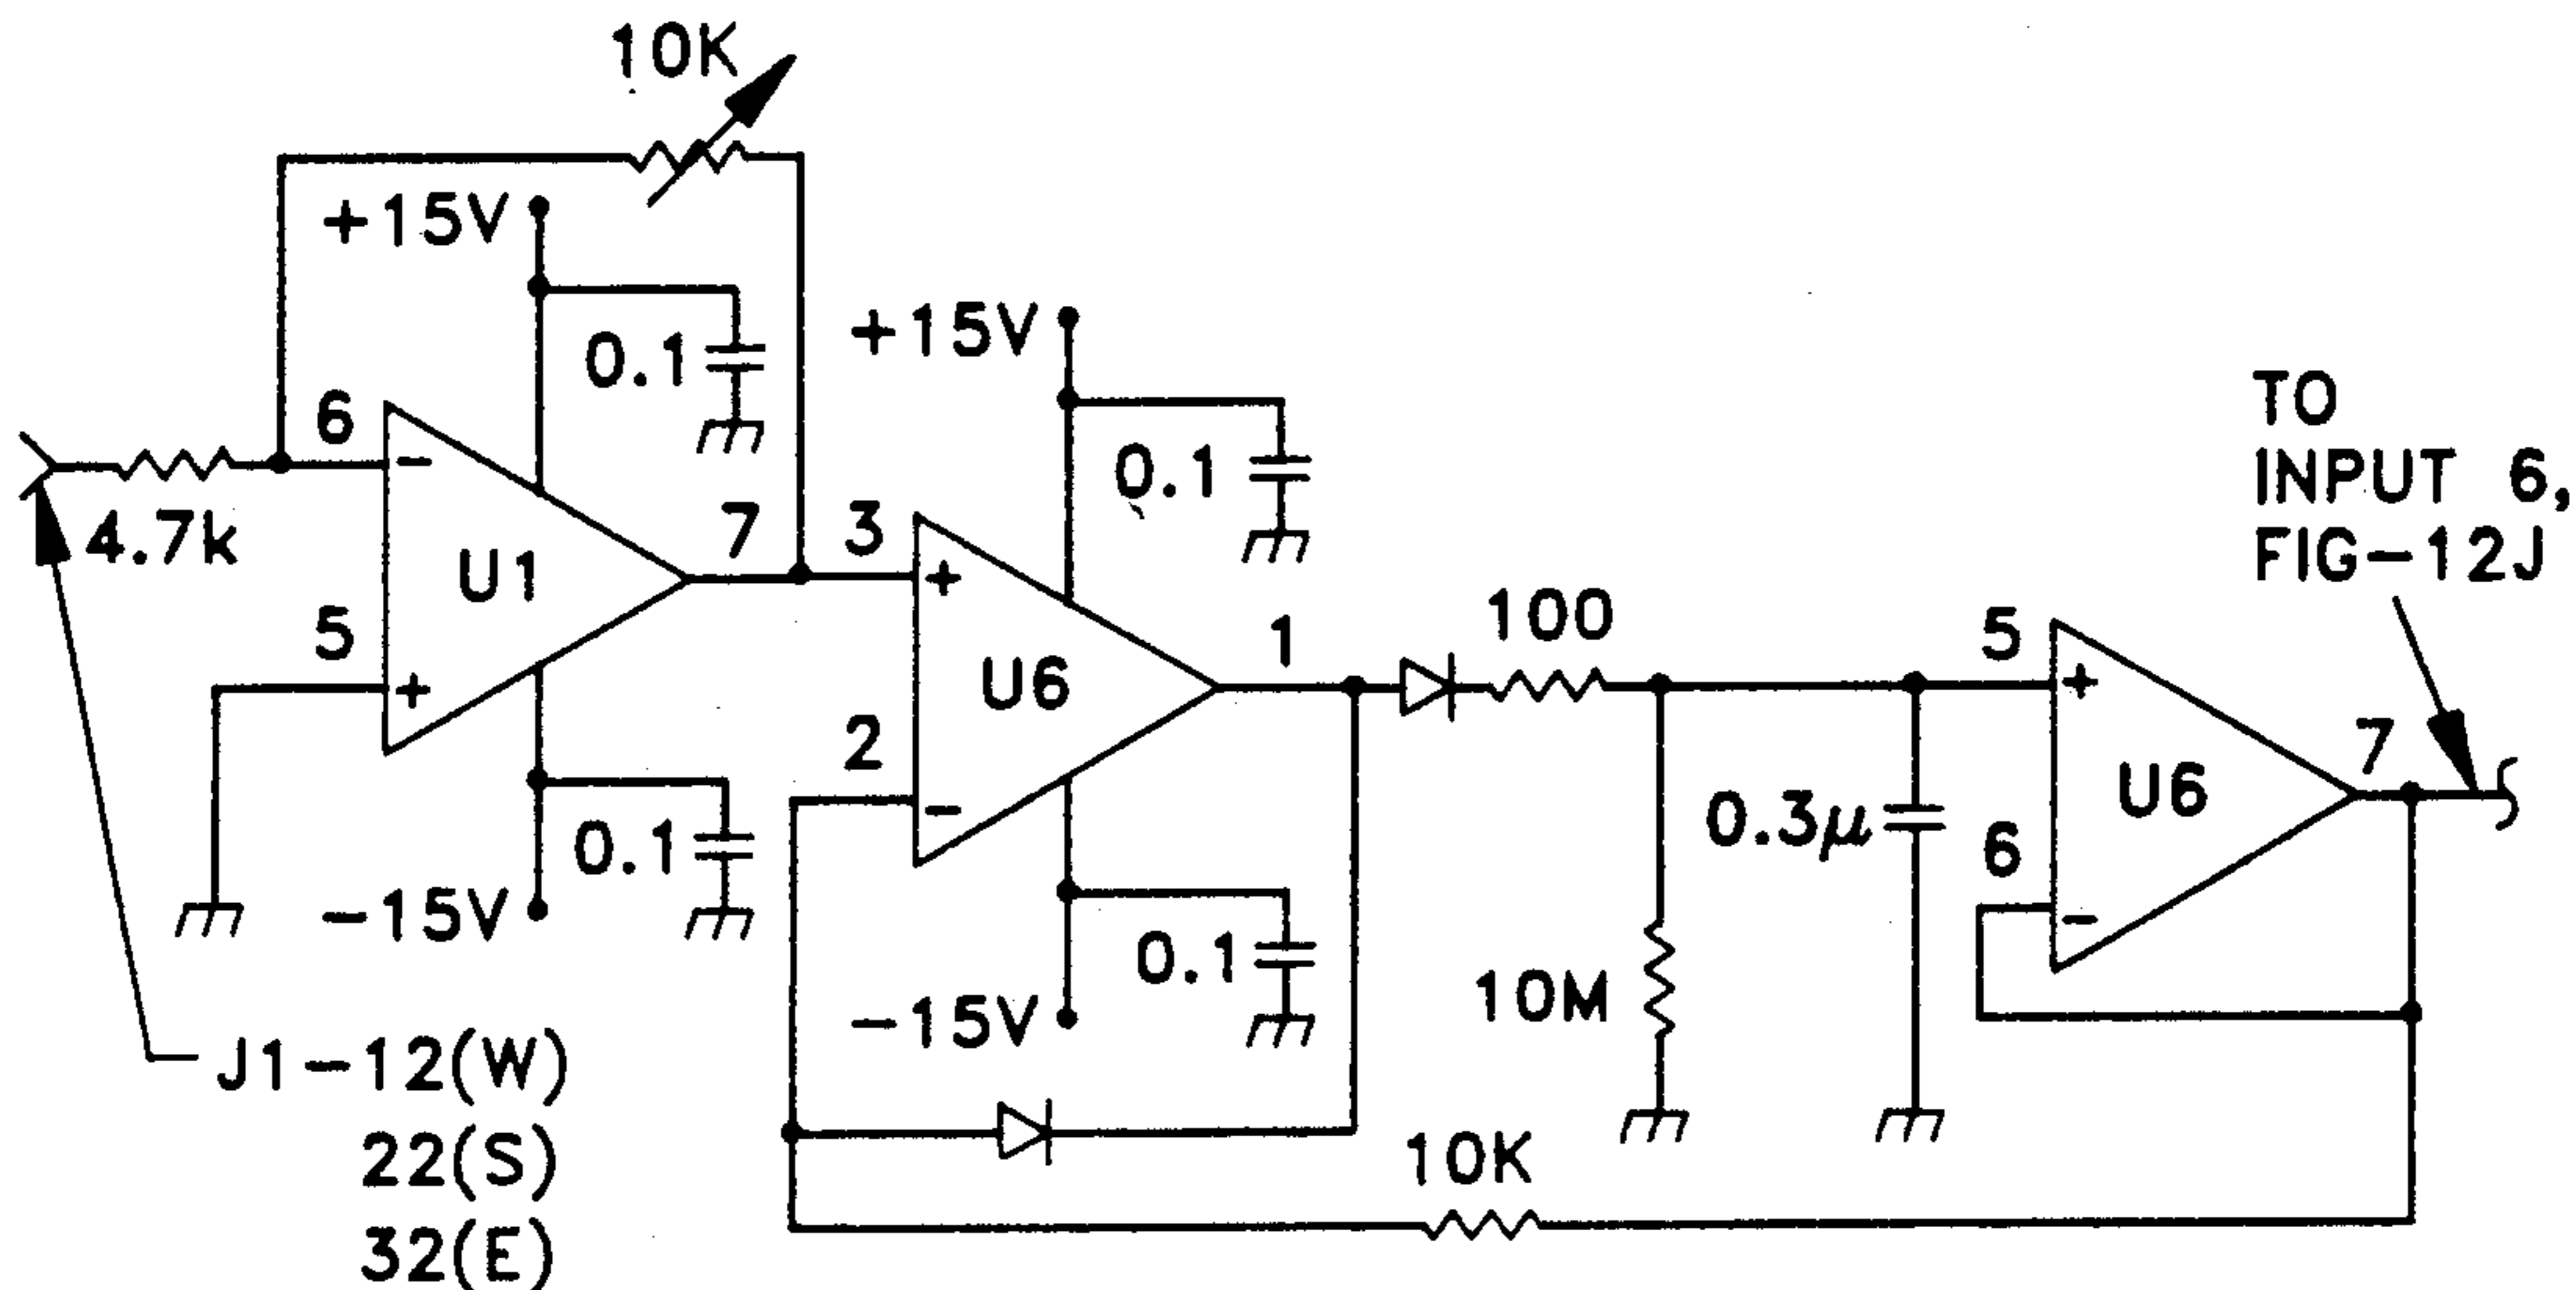 10K
+15V
0.1
+15V
0.1
TO
INPUT 6,
FIG-12J
6
-
4.7k
5
+
U1
7
3
+
U6
2
-
1
100
5
+
U6
7
6
-
0.3μ
10M
0.1
-15V
0.1
-15V
10K
J1-12(W)
22(S)
32(E)